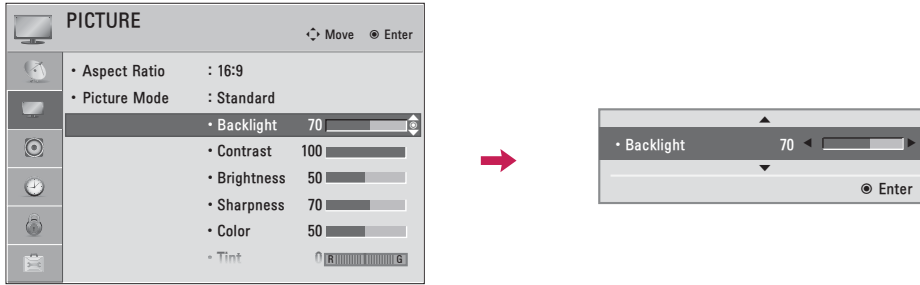 PICTURE
Move Enter
• Aspect Ratio : 16:9
• Picture Mode : Standard
• Backlight 70
• Contrast 100
• Brightness 50
• Sharpness 70
• Color 50
• Tint 0 R G
• Backlight 70
Enter